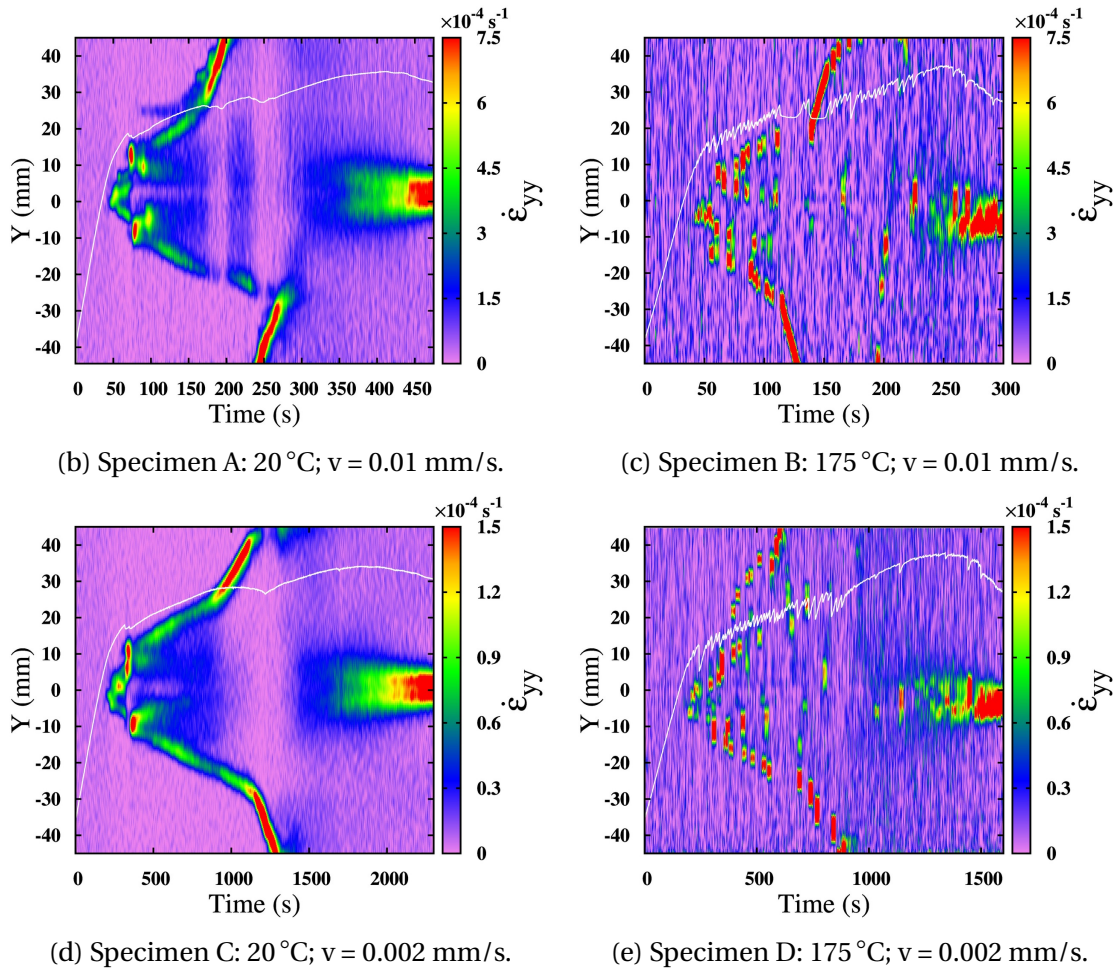 ×10⁻⁴ s⁻¹
40
30
20
10
0
-10
-20
-30
-40
Y (mm)
0 50 100 150 200 250 300 350 400 450
Time (s)
7.5
6
4.5
3
1.5
0
ε̇yy
(b) Specimen A: 20 °C; v = 0.01 mm/s.
×10⁻⁴ s⁻¹
40
30
20
10
0
-10
-20
-30
-40
Y (mm)
0 50 100 150 200 250 300
Time (s)
7.5
6
4.5
3
1.5
0
ε̇yy
(c) Specimen B: 175 °C; v = 0.01 mm/s.
×10⁻⁴ s⁻¹
40
30
20
10
0
-10
-20
-30
-40
Y (mm)
0 500 1000 1500 2000
Time (s)
1.5
1.2
0.9
0.6
0.3
0
ε̇yy
(d) Specimen C: 20 °C; v = 0.002 mm/s.
×10⁻⁴ s⁻¹
40
30
20
10
0
-10
-20
-30
-40
Y (mm)
0 500 1000 1500
Time (s)
1.5
1.2
0.9
0.6
0.3
0
ε̇yy
(e) Specimen D: 175 °C; v = 0.002 mm/s.